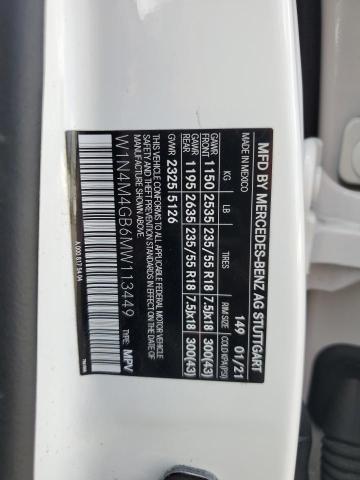 MFD BY MERCEDES-BENZ AG STUTTGART
MADE IN MEXICO 149 01/21
KG LB TIRES RIM SIZE COLD KPA/(PSI)
GAWR FRONT 1150 2535 235/55 R18 7.5Jx18 300(43)
GAWR REAR 1195 2635 235/55 R18 7.5Jx18 300(43)
GVWR 2325 5126
THIS VEHICLE CONFORMS TO ALL APPLICABLE FEDERAL MOTOR VEHICLE
SAFETY AND THEFT PREVENTION STANDARDS IN EFFECT ON THE DATE OF
MANUFACTURE SHOWN ABOVE.
W1N4M4GB6MW113449 TYPE: MPV